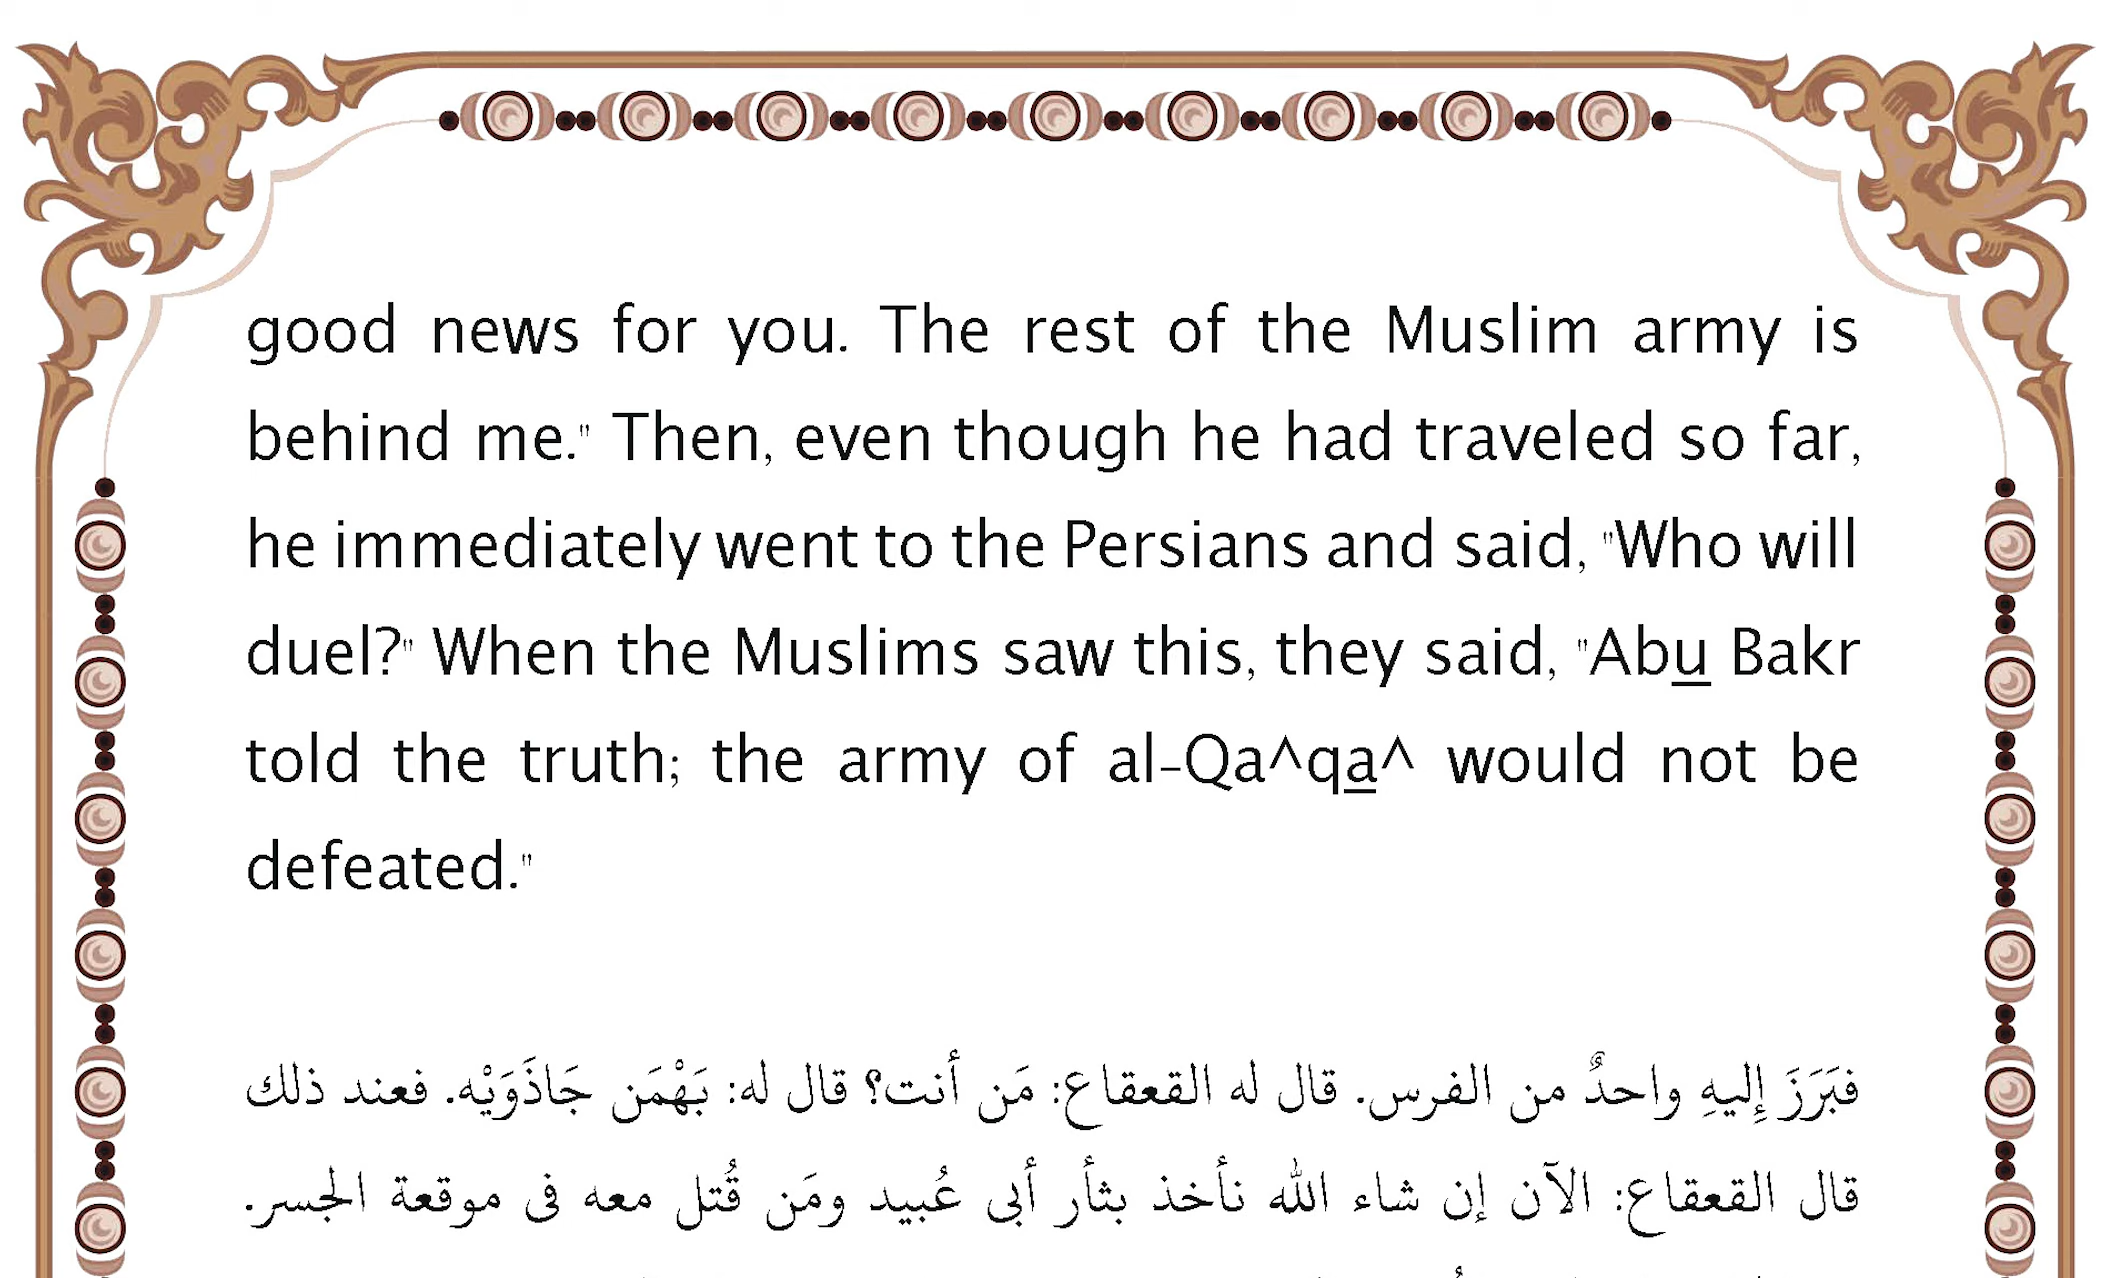 good news for you. The rest of the Muslim army is
behind me." Then, even though he had traveled so far,
he immediately went to the Persians and said, "Who will
duel?" When the Muslims saw this, they said, "Abu Bakr
told the truth; the army of al-Qa^qa^ would not be
defeated."
فبَرَزَ إِليهِ واحدٌ من الفرس. قال له القعقاع: مَن أنت؟ قال له: بَهْمَن جَاذَوَيْه. فعند ذلك
قال القعقاع: الآن إن شاء الله نأخذ بثأر أبى عُبيد ومَن قُتل معه فى موقعة الجسر.